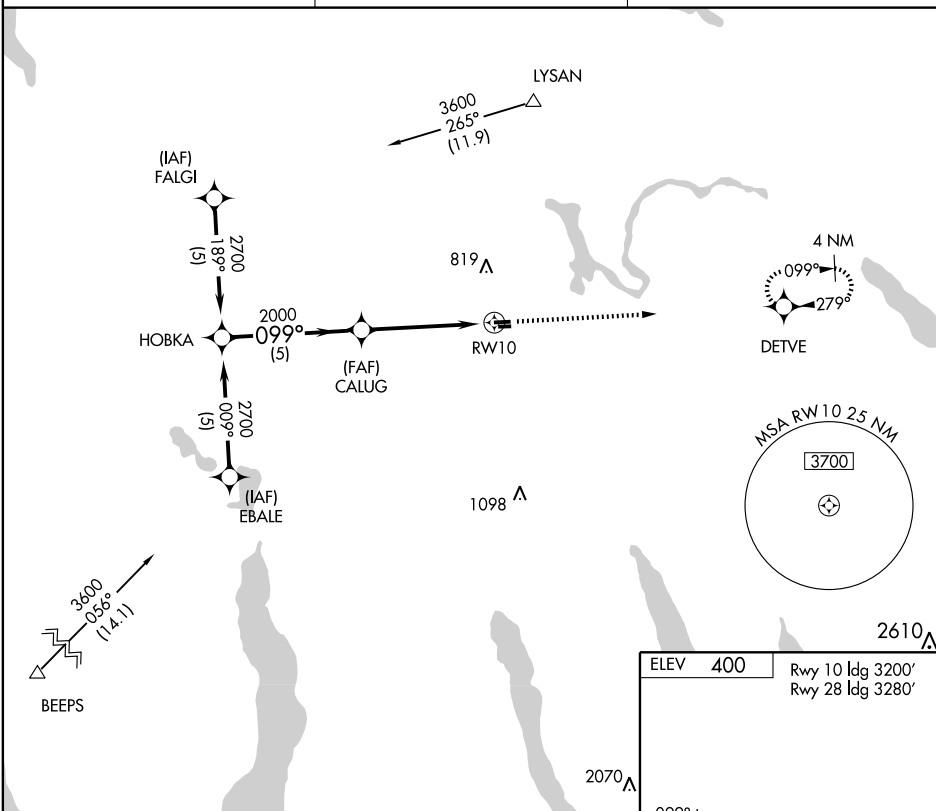 LYSAN
3600
265°
(11.9)
(IAF)
FALGI
2700
189°
(5)
819
4 NM
099°
279°
DETVE
HOBKA
2000
099°
(5)
RW10
(FAF)
CALUG
2700
009°
(5)
MSA RW10 25 NM
3700
(IAF)
EBALE
1098
3600
056°
(14.1)
BEEPS
2610
ELEV 400
Rwy 10 ldg 3200'
Rwy 28 ldg 3280'
2070